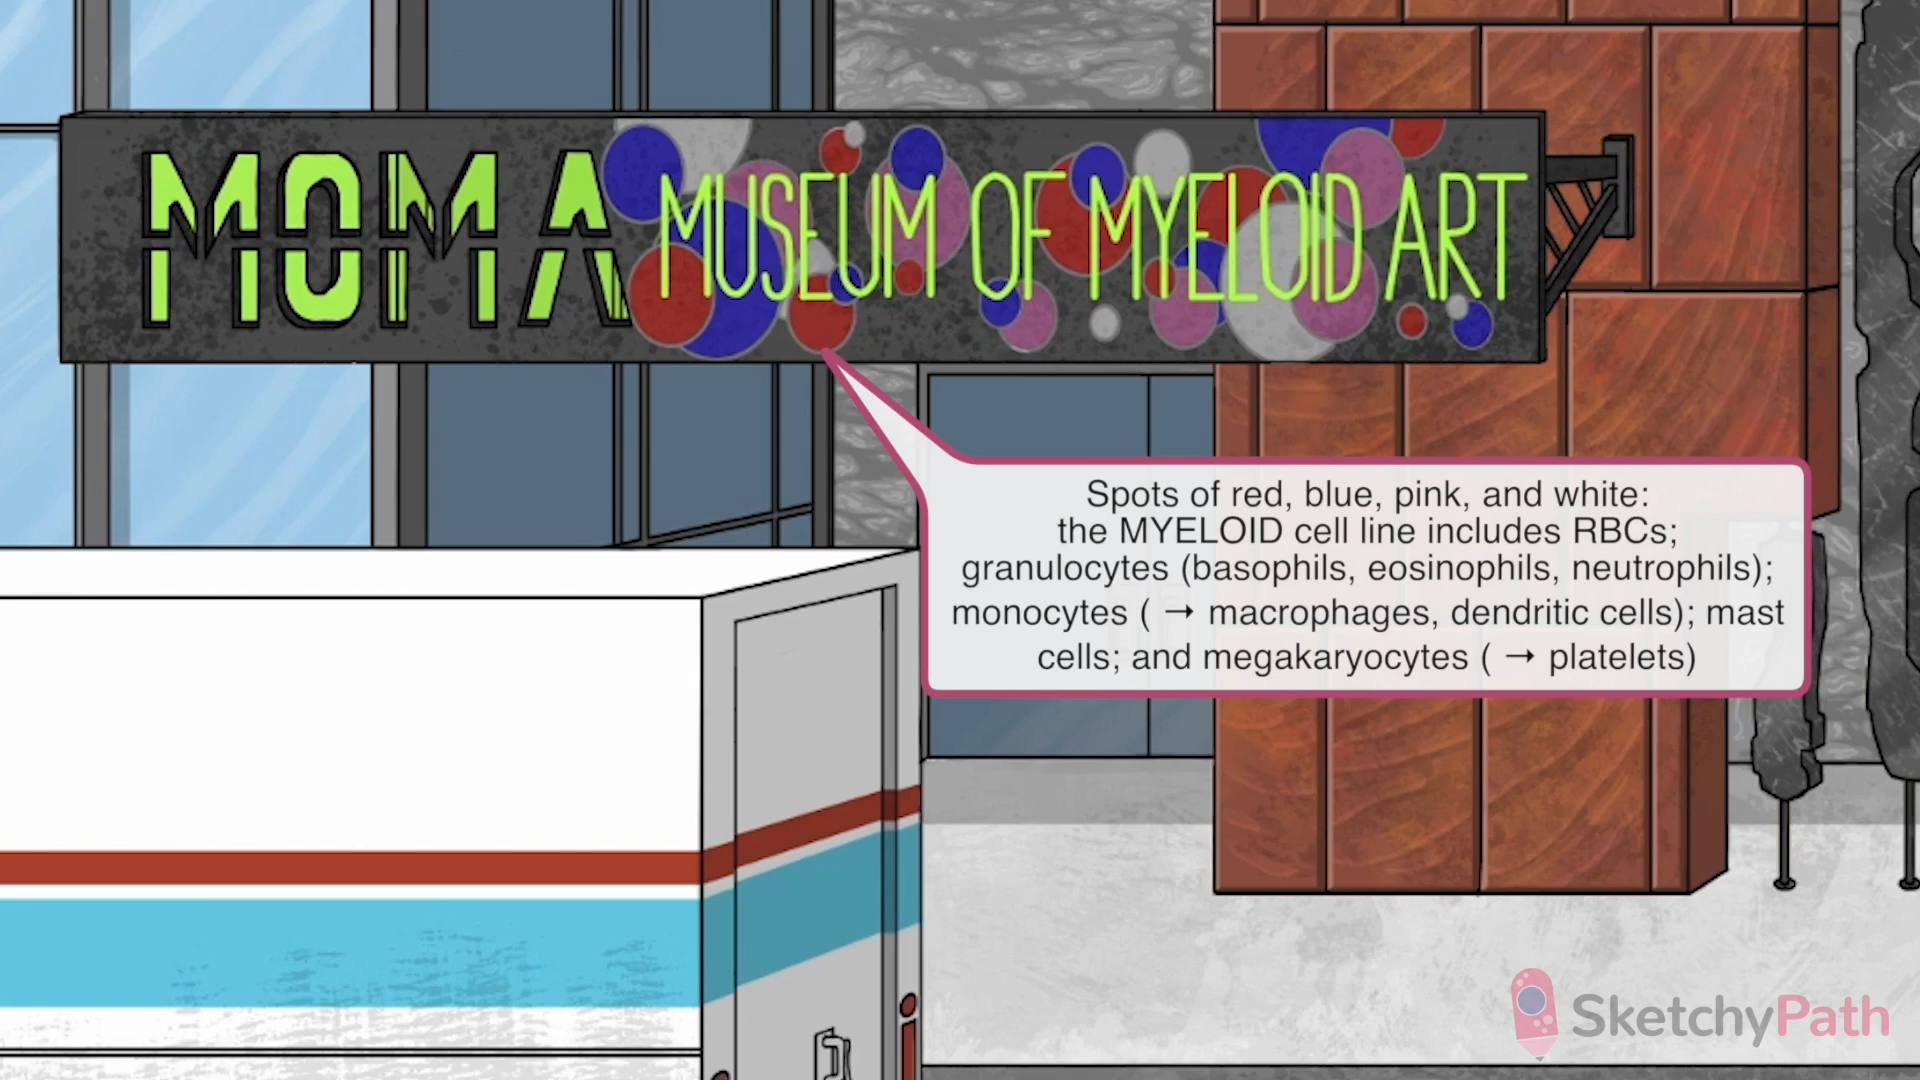 MOMA MUSEUM OF MYELOID ART
Spots of red, blue, pink, and white:
the MYELOID cell line includes RBCs;
granulocytes (basophils, eosinophils, neutrophils);
monocytes ( → macrophages, dendritic cells); mast
cells; and megakaryocytes ( → platelets)
SketchyPath